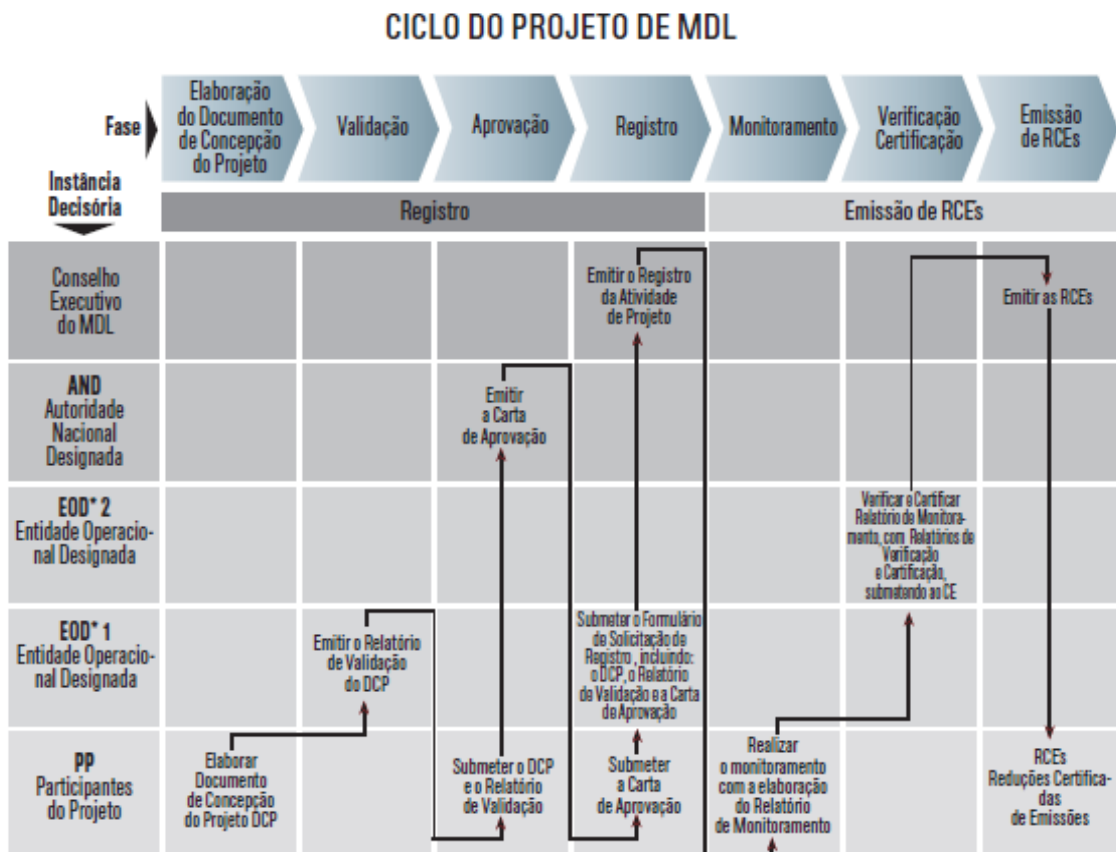 CICLO DO PROJETO DE MDL
Fase
Elaboração
do Documento
de Concepção
do Projeto
Validação
Aprovação
Registro
Monitoramento
Verificação
Certificação
Emissão
de RCEs
Instância
Decisória
Registro
Emissão de RCEs
Conselho
Executivo
do MDL
Emitir o Registro
da Atividade
de Projeto
Emitir as RCEs
AND
Autoridade
Nacional
Designada
Emitir
a Carta
de Aprovação
EOD* 2
Entidade Operacio-
nal Designada
Verificar e Certificar
Relatório de Monitora-
mento, com Relatórios de
Verificação
e Certificação,
submetendo ao CE
EOD* 1
Entidade Operacio-
nal Designada
Emitir o Relatório
de Validação
do DCP
Submeter o Formulário
de Solicitação de
Registro , incluindo:
o DCP, o Relatório
de Validação e a Carta
de Aprovação
PP
Participantes
do Projeto
Elaborar
Documento
de Concepção
do Projeto DCP
Submeter o DCP
e o Relatório
de Validação
Submeter
a Carta
de Aprovação
Realizar
o monitoramento
com a elaboração
do Relatório
de Monitoramento
RCEs
Reduções Certifica-
das
de Emissões